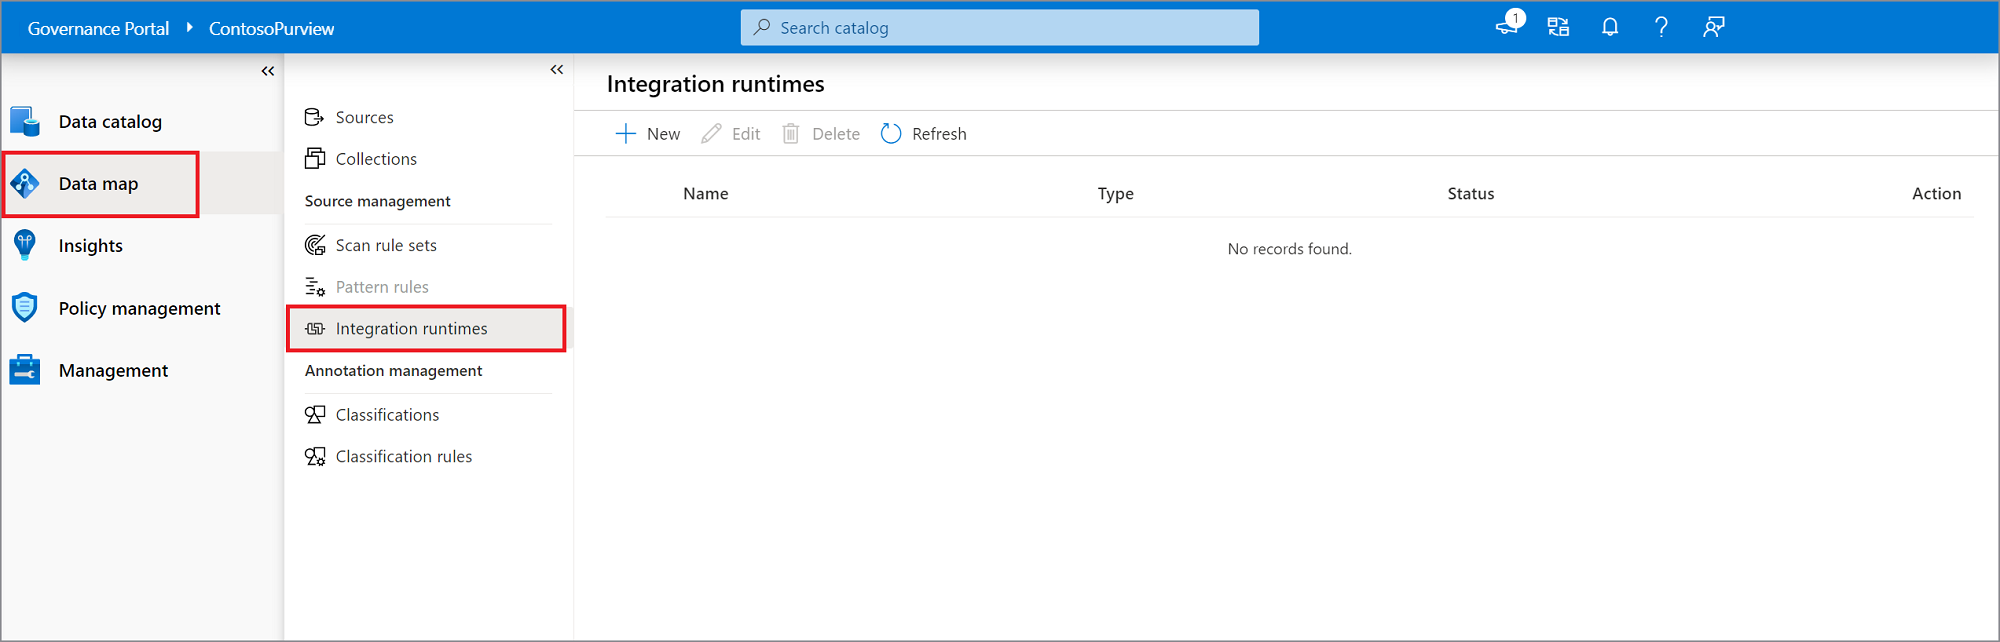 Governance Portal ContosoPurview
Search catalog
1
?
Data catalog
Data map
Insights
Policy management
Management
Sources
Collections
Source management
Scan rule sets
Pattern rules
Integration runtimes
Annotation management
Classifications
Classification rules
Integration runtimes
New Edit Delete Refresh
Name Type Status Action
No records found.